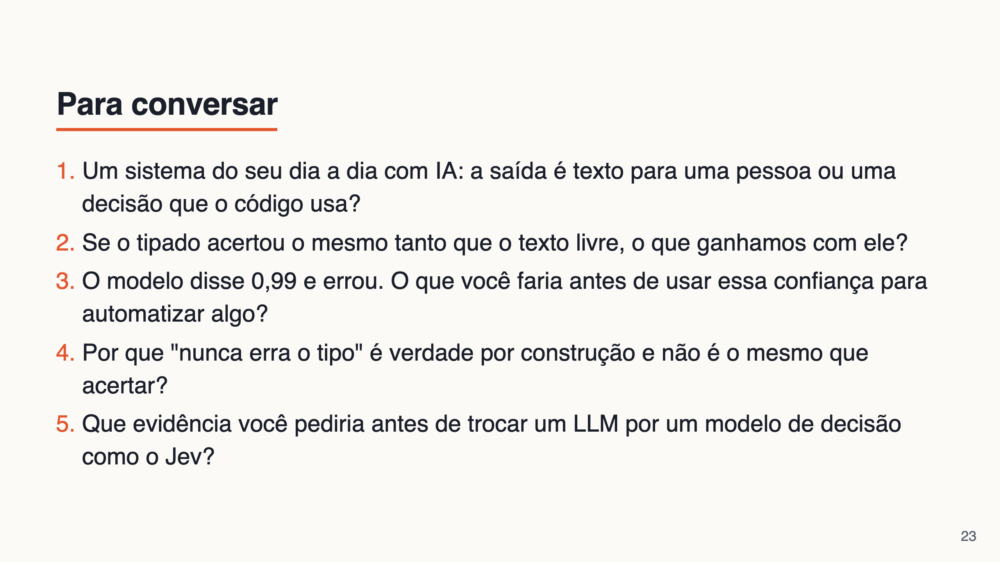 Para conversar
1. Um sistema do seu dia a dia com IA: a saída é texto para uma pessoa ou uma
decisão que o código usa?
2. Se o tipado acertou o mesmo tanto que o texto livre, o que ganhamos com ele?
3. O modelo disse 0,99 e errou. O que você faria antes de usar essa confiança para
automatizar algo?
4. Por que "nunca erra o tipo" é verdade por construção e não é o mesmo que
acertar?
5. Que evidência você pediria antes de trocar um LLM por um modelo de decisão
como o Jev?
23